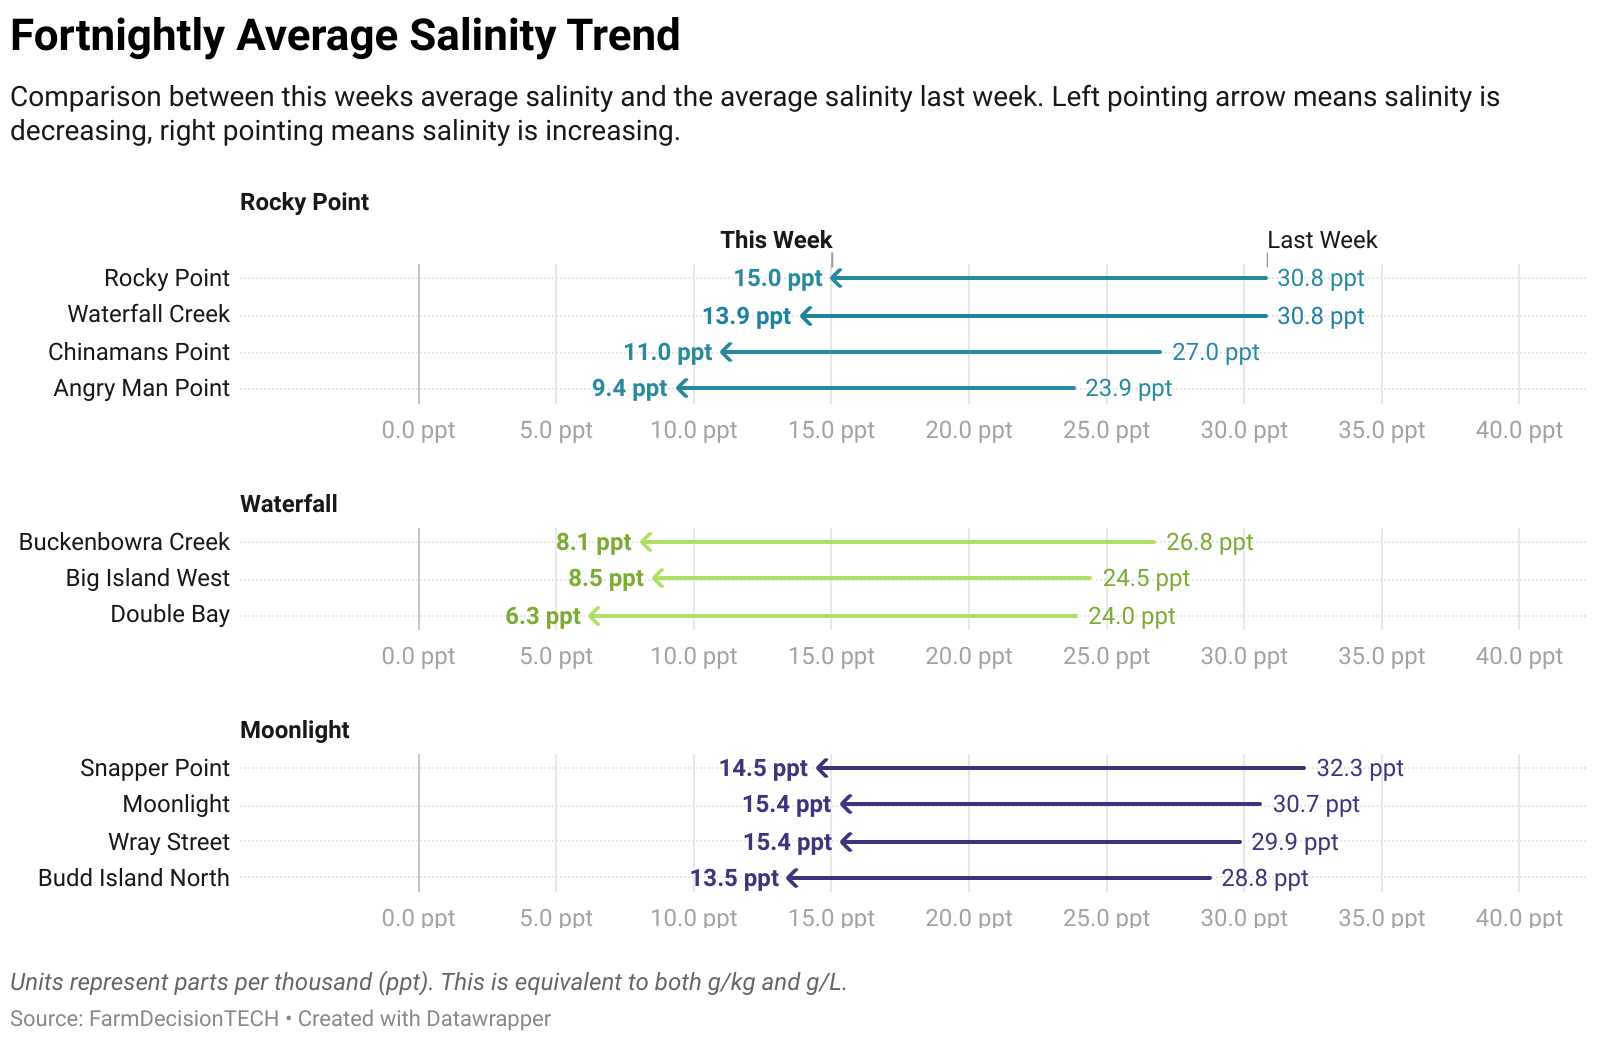 Fortnightly Average Salinity Trend
Comparison between this weeks average salinity and the average salinity last week. Left pointing arrow means salinity is
decreasing, right pointing means salinity is increasing.
Rocky Point
This Week Last Week
Rocky Point 15.0 ppt 30.8 ppt
Waterfall Creek 13.9 ppt 30.8 ppt
Chinamans Point 11.0 ppt 27.0 ppt
Angry Man Point 9.4 ppt 23.9 ppt
0.0 ppt 5.0 ppt 10.0 ppt 15.0 ppt 20.0 ppt 25.0 ppt 30.0 ppt 35.0 ppt 40.0 ppt
Waterfall
Buckenbowra Creek 8.1 ppt 26.8 ppt
Big Island West 8.5 ppt 24.5 ppt
Double Bay 6.3 ppt 24.0 ppt
0.0 ppt 5.0 ppt 10.0 ppt 15.0 ppt 20.0 ppt 25.0 ppt 30.0 ppt 35.0 ppt 40.0 ppt
Moonlight
Snapper Point 14.5 ppt 32.3 ppt
Moonlight 15.4 ppt 30.7 ppt
Wray Street 15.4 ppt 29.9 ppt
Budd Island North 13.5 ppt 28.8 ppt
0.0 ppt 5.0 ppt 10.0 ppt 15.0 ppt 20.0 ppt 25.0 ppt 30.0 ppt 35.0 ppt 40.0 ppt
Units represent parts per thousand (ppt). This is equivalent to both g/kg and g/L.
Source: FarmDecisionTECH • Created with Datawrapper